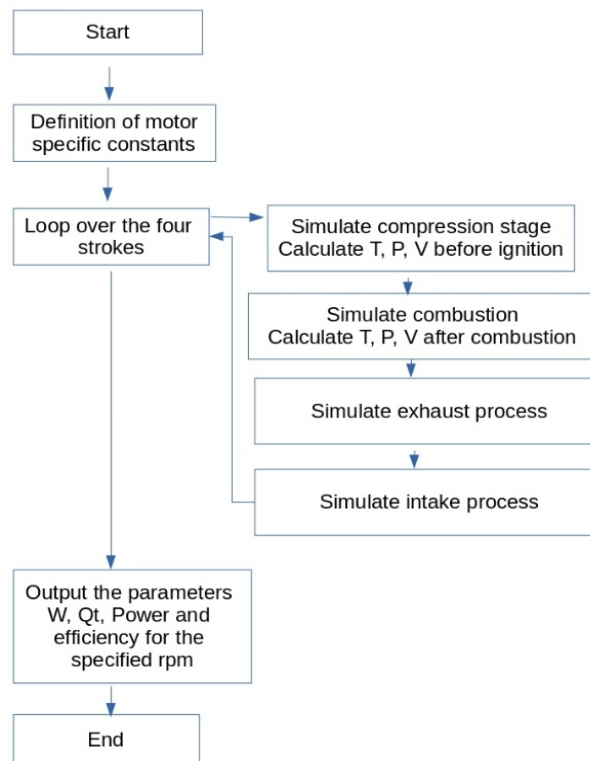 Start
Definition of motor
specific constants
Loop over the four
strokes
Simulate compression stage
Calculate T, P, V before ignition
Simulate combustion
Calculate T, P, V after combustion
Simulate exhaust process
Simulate intake process
Output the parameters
W, Qt, Power and
efficiency for the
specified rpm
End